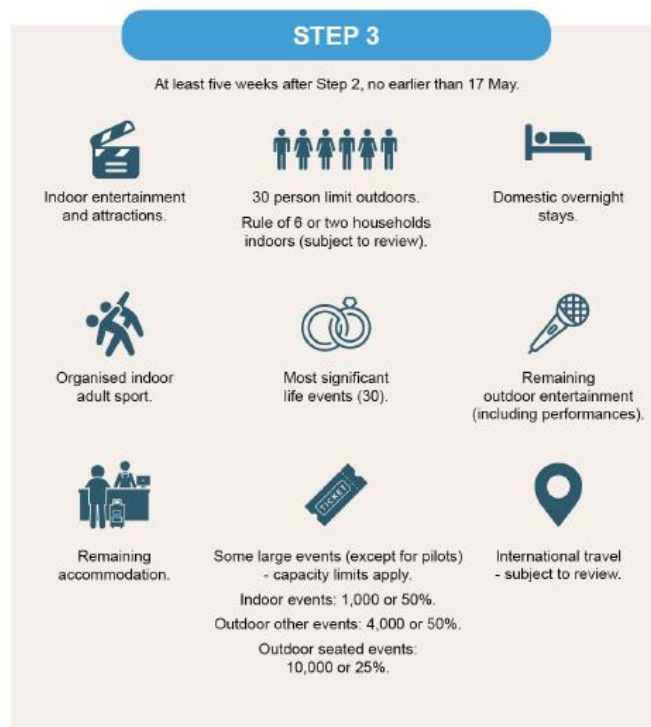 STEP 3
At least five weeks after Step 2, no earlier than 17 May.
Indoor entertainment
and attractions.
30 person limit outdoors.
Rule of 6 or two households
indoors (subject to review).
Domestic overnight
stays.
Organised indoor
adult sport.
Most significant
life events (30).
Remaining
outdoor entertainment
(including performances).
Remaining
accommodation.
TICKET
Some large events (except for pilots)
- capacity limits apply.
Indoor events: 1,000 or 50%.
Outdoor other events: 4,000 or 50%.
Outdoor seated events:
10,000 or 25%.
International travel
- subject to review.